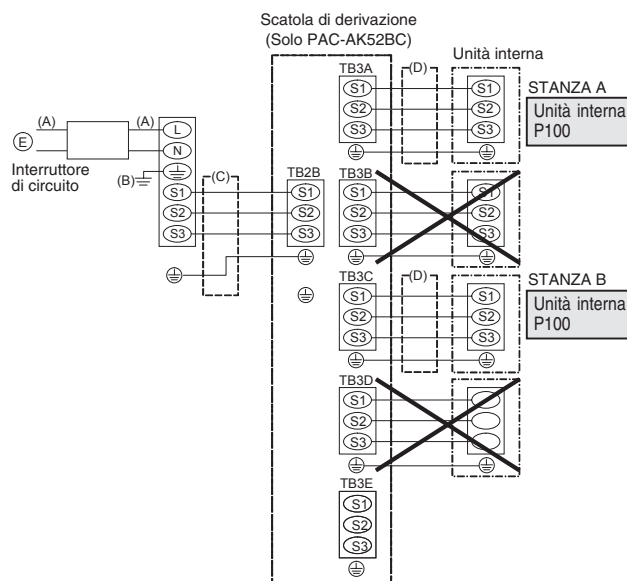 Scatola di derivazione
(Solo PAC-AK52BC)
Unità interna
TB3A
(D)
S1
S2
S3
S1
S2
S3
STANZA A
Unità interna
P100
(A)
(A)
E
L
N
Interruttore
di circuito
(B)
S1
S2
S3
(C)
TB2B
S1
S2
S3
TB3B
S1
S2
S3
S1
S2
S3
TB3C
(D)
S1
S2
S3
S1
S2
S3
STANZA B
Unità interna
P100
TB3D
S1
S2
S3
TB3E
S1
S2
S3